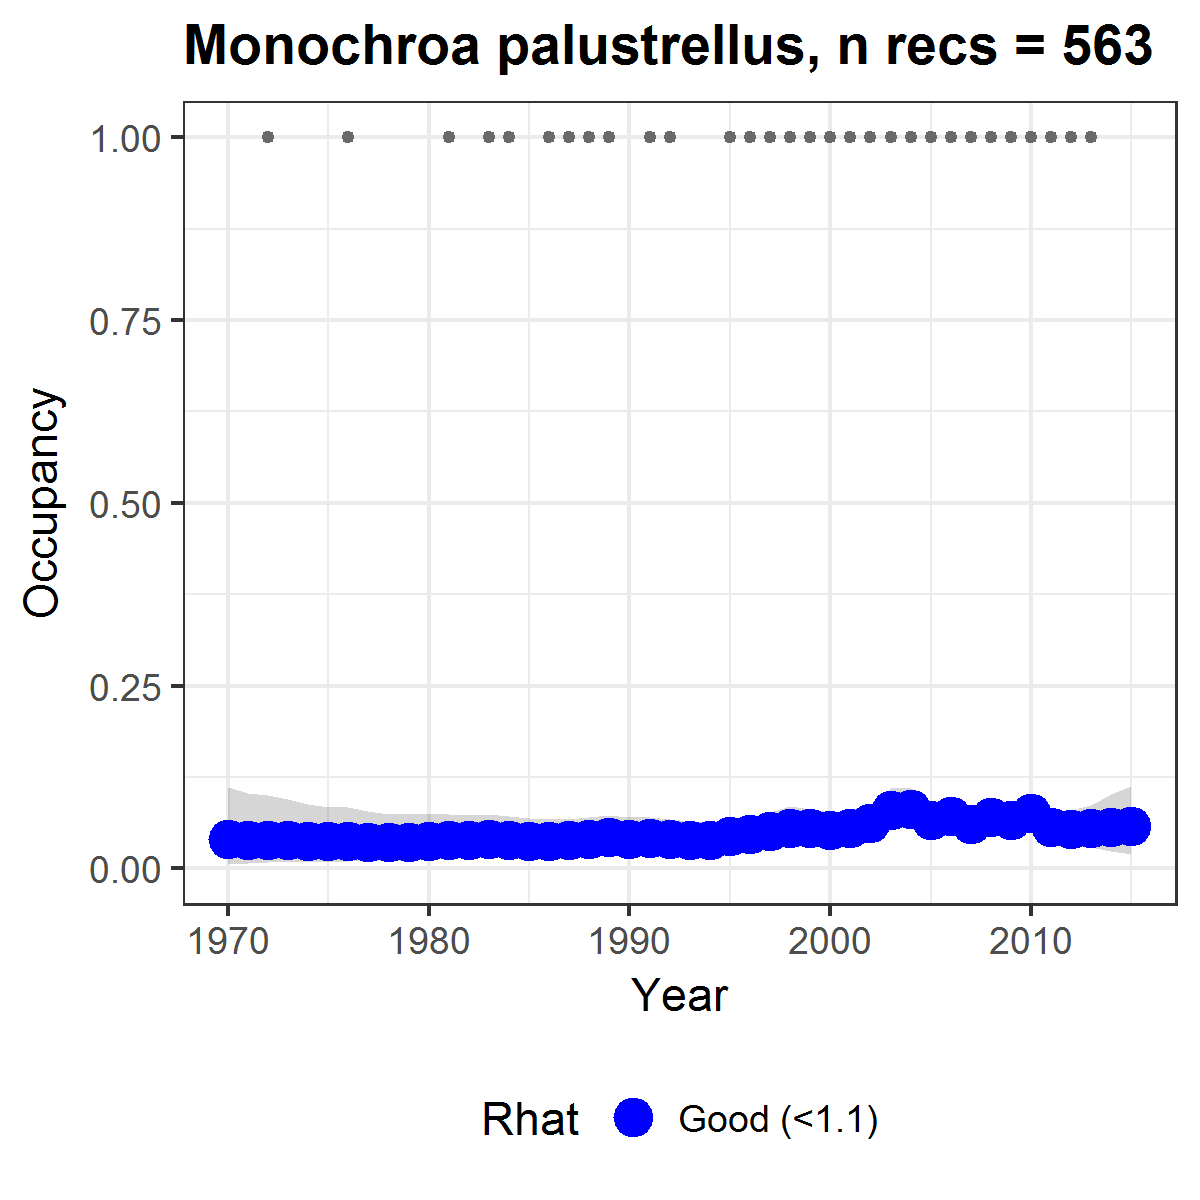 Monochroa palustrellus, n recs = 563
1.00
0.75
0.50
0.25
0.00
Occupancy
1970 1980 1990 2000 2010
Year
Rhat Good (<1.1)